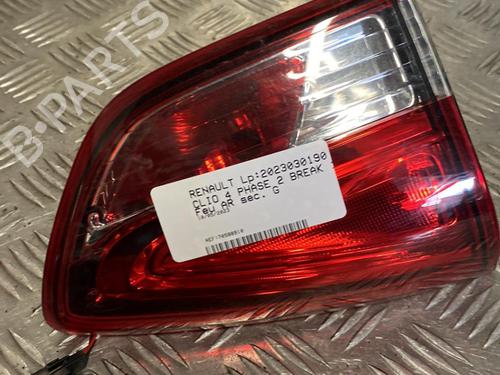 B-PARTS
RENAULT Lp:2023030190
CLIO 4 PHASE 2 BREAK
Feu AR sec. G